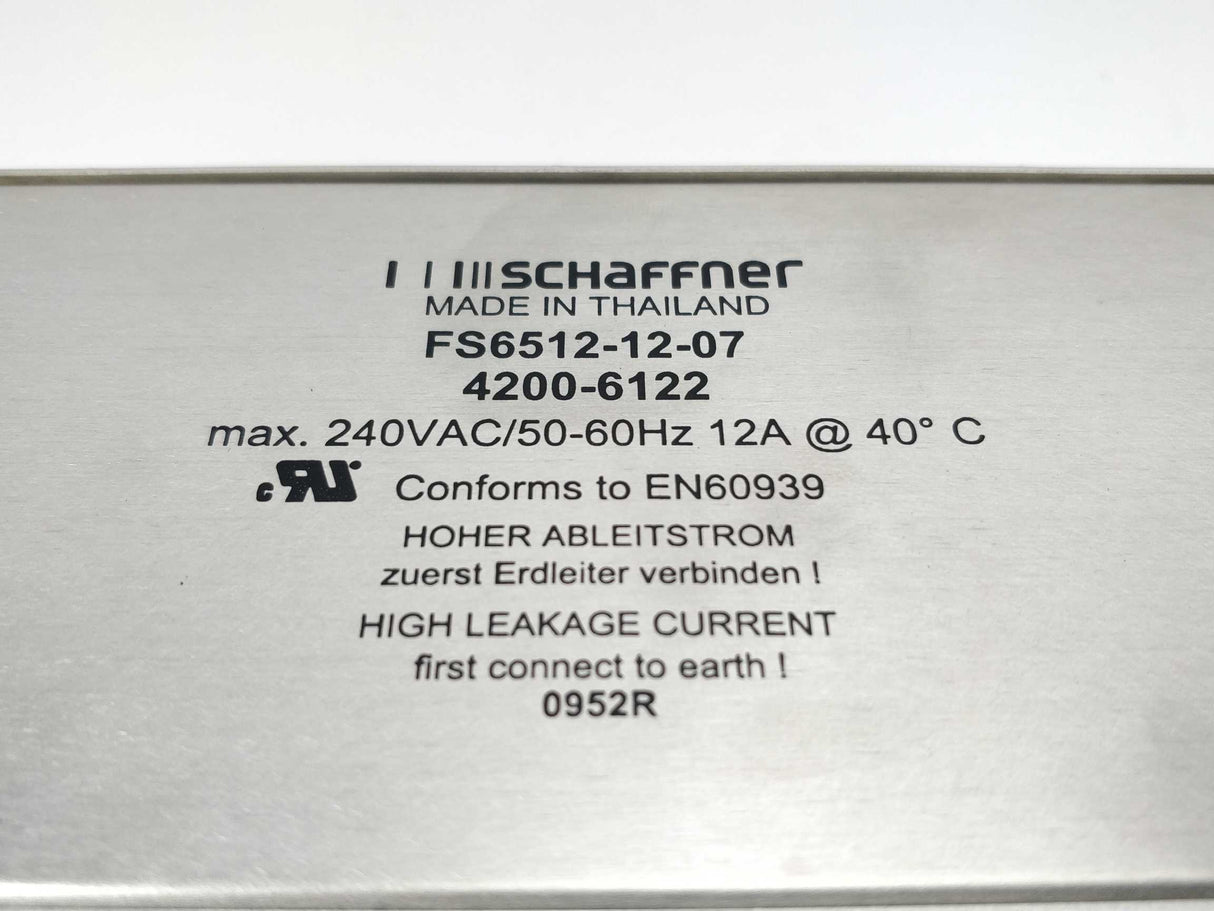 SCHaFFNer
MADE IN THAILAND
FS6512-12-07
4200-6122
max. 240VAC/50-60Hz 12A @ 40° C
c RU Conforms to EN60939
HOHER ABLEITSTROM
zuerst Erdleiter verbinden !
HIGH LEAKAGE CURRENT
first connect to earth !
0952R